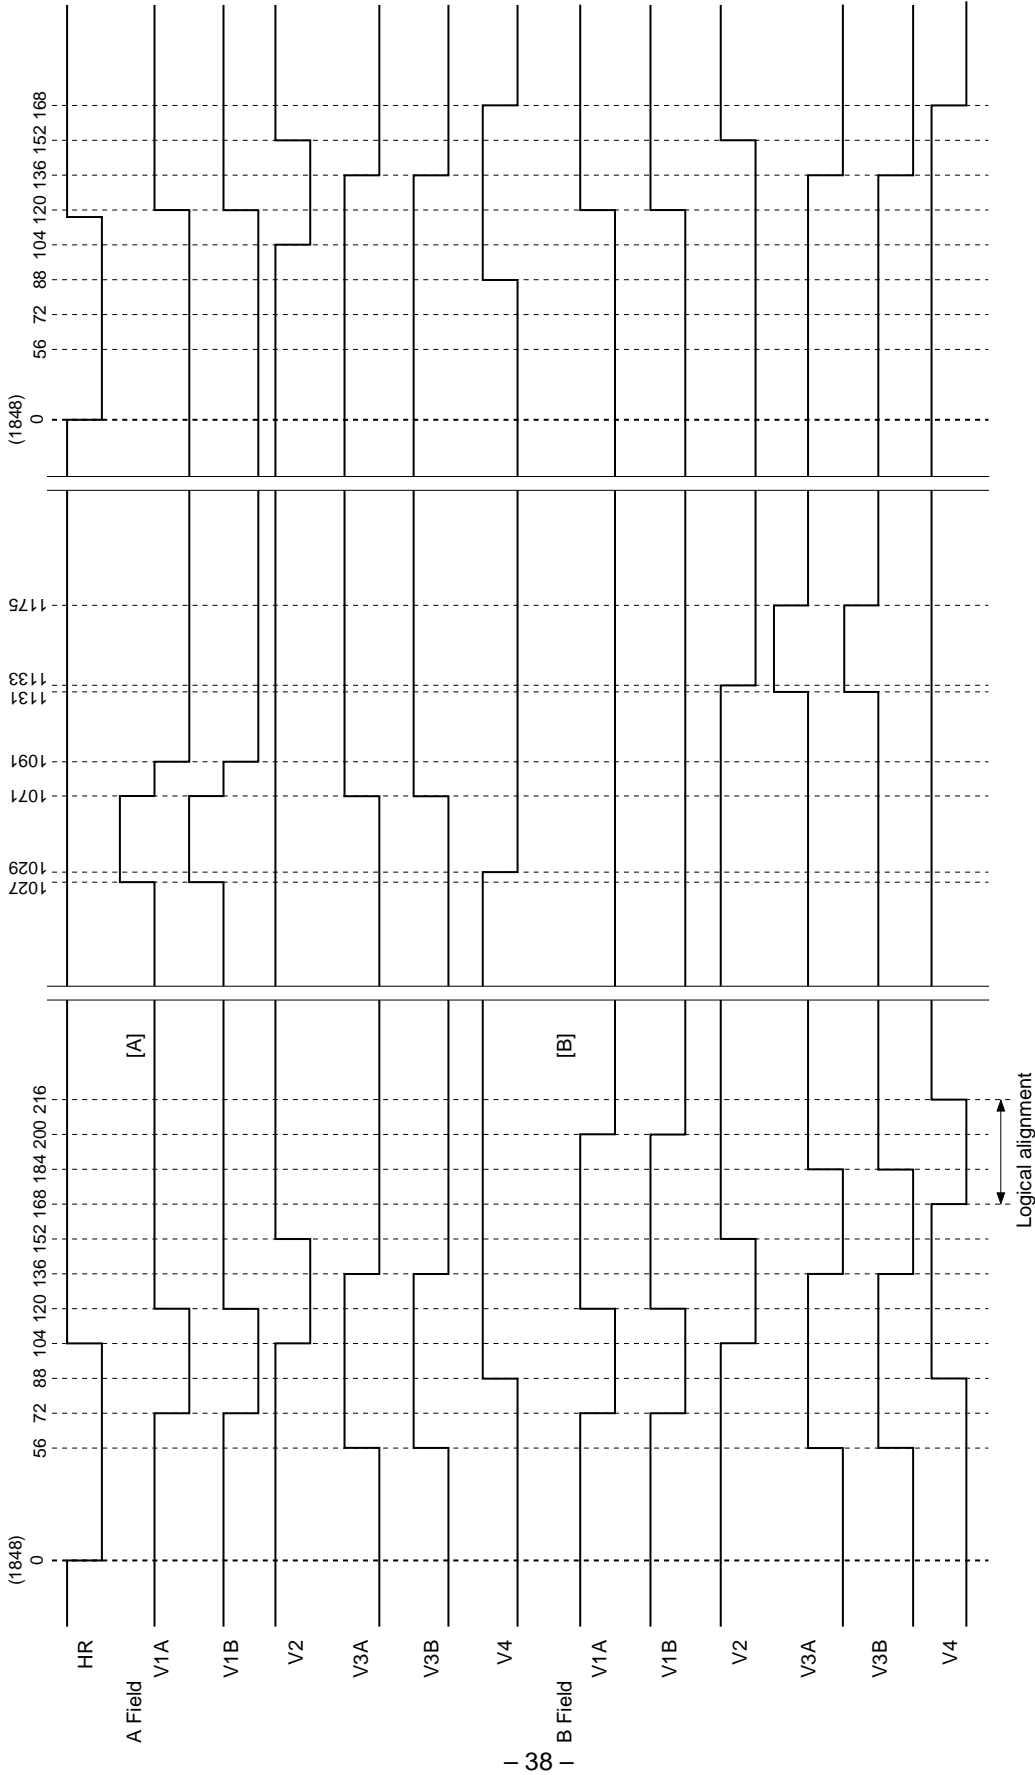 (1848)
0 56 72 88 104 120 136 152 168 184 200 216
1027 1029 1071 1091 1131 1133 1175
(1848)
0 56 72 88 104 120 136 152 168
HR
A Field
[A]
V1A
V1B
V2
V3A
V3B
V4
B Field
[B]
V1A
V1B
V2
V3A
V3B
V4
Logical alignment
– 38 –